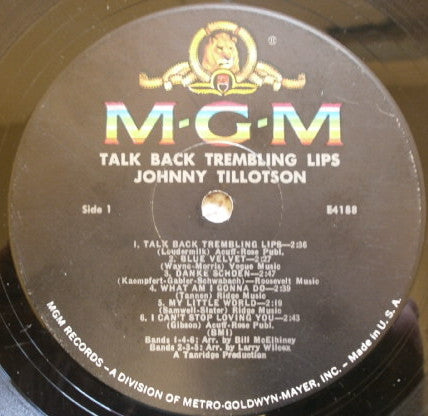 M-G-M
TALK BACK TREMBLING LIPS
JOHNNY TILLOTSON
Side 1 E4188
1. TALK BACK TREMBLING LIPS—2:36
(Loudermilk) Acuff-Rose Publ.
2. BLUE VELVET—2:27
(Wayne-Morris) Vogue Music
3. DANKE SCHOEN—2:47
(Kaempfert-Gabler-Schwabach)—Roosevelt Music
4. WHAT AM I GONNA DO—2:39
(Tannen) Ridge Music
5. MY LITTLE WORLD—2:19
(Samwell-Slater) Ridge Music
6. I CAN'T STOP LOVING YOU—2:43
(Gibson) Acuff-Rose Publ.
(BMI)
Bands 1-4-6: Arr. by Bill McElhiney
Bands 2-3-5: Arr. by Larry Wilcox
A Tanridge Production
MGM RECORDS—A DIVISION OF METRO-GOLDWYN-MAYER, INC. – Made in U.S.A.